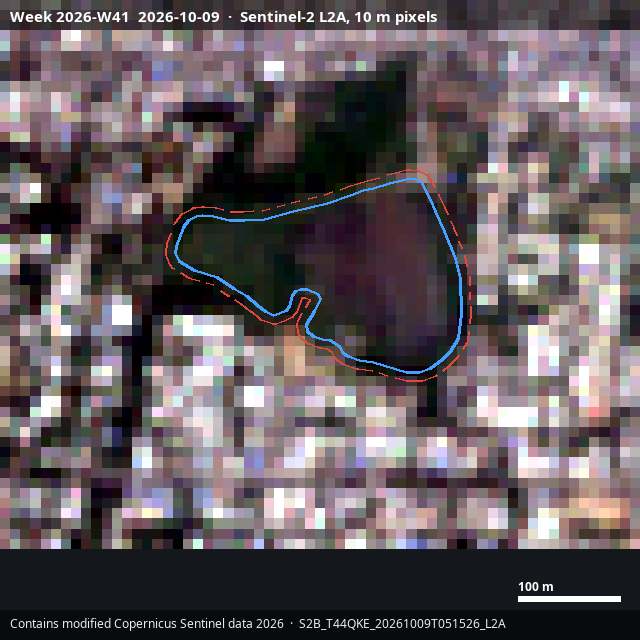 Week 2026-W41  2026-10-09  ·  Sentinel-2 L2A, 10 m pixels
100 m
Contains modified Copernicus Sentinel data 2026  ·  S2B_T44QKE_20261009T051526_L2A